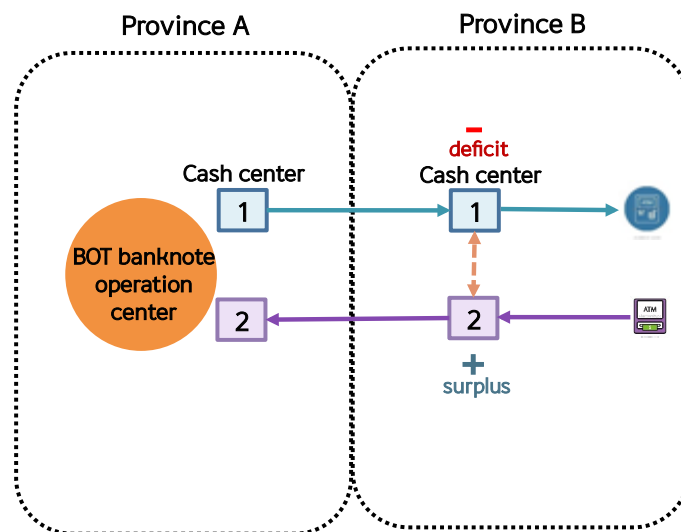 Province A
Province B
deficit
Cash center
Cash center
1
1
BOT banknote
operation
center
2
2
ATM
surplus